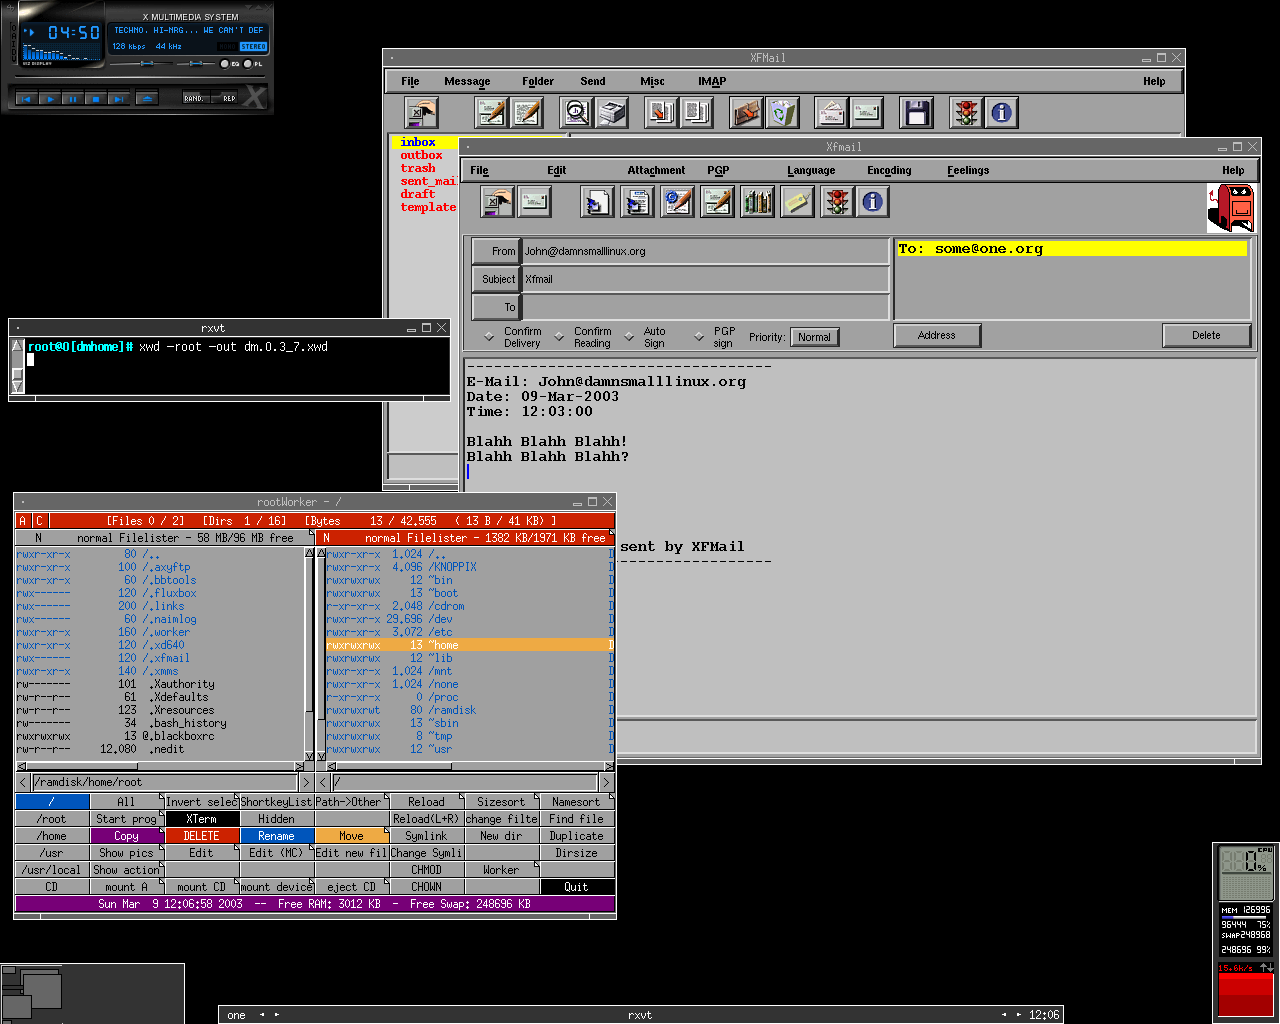 X MULTIMEDIA SYSTEM
04:50
TECHNO, HI-NRG... WE CAN'T DEF
128 kbps 44 kHz
STEREO
EQ PL
RAND. REP
XFMail
File Message Folder Send Misc IMAP Help
inbox
outbox
trash
sent_mai
draft
template
Xfmail
File Edit Attachment PGP Language Encoding Feelings Help
From John@damnsmalllinux.org
To: some@one.org
Subject Xfmail
To
Confirm Delivery Confirm Reading Auto Sign PGP sign Priority: Normal
Address Delete
----------------------------------
E-Mail: John@damnsmalllinux.org
Date: 09-Mar-2003
Time: 12:03:00
Blahh Blahh Blahh!
Blahh Blahh Blahh?
sent by XFMail
rxvt
root@0[dmhome]# xwd -root -out dm.0.3_7.xwd
rootWorker - /
A C [Files 0 / 2] [Dirs 1 / 16] [Bytes 13 / 42.555 ( 13 B / 41 KB) ]
N normal Filelister - 58 MB/96 MB free
rwxr-xr-x 80 /..
rwxr-xr-x 100 /.axyftp
rwxr-xr-x 60 /.bbtools
rwx------ 120 /.fluxbox
rwx------ 200 /.links
rwx------ 60 /.naimlog
rwxr-xr-x 160 /.worker
rwxr-xr-x 120 /.xd640
rwx------ 120 /.xfmail
rwxr-xr-x 140 /.xmms
rw------- 101 .Xauthority
rw-r--r-- 61 .Xdefaults
rw-r--r-- 123 .Xresources
rw------- 34 .bash_history
rwxrwxrwx 13 @.blackboxrc
rw-r--r-- 12.080 .nedit
/ramdisk/home/root
N normal Filelister - 1382 KB/1971 KB free
rwxr-xr-x 1.024 /.. D
rwxr-xr-x 4.096 /KNOPPIX D
rwxrwxrwx 12 ~bin D
rwxrwxrwx 13 ~boot D
r-xr-xr-x 2.048 /cdrom D
rwxr-xr-x 29.696 /dev D
rwxr-xr-x 3.072 /etc D
rwxrwxrwx 13 ~home D
rwxrwxrwx 12 ~lib D
rwxr-xr-x 1.024 /mnt D
rwxr-xr-x 1.024 /none D
r-xr-xr-x 0 /proc D
rwxrwxrwt 80 /ramdisk D
rwxrwxrwx 13 ~sbin D
rwxrwxrwx 8 ~tmp D
rwxrwxrwx 12 ~usr D
/
/ All Invert selec ShortkeyList Path->Other Reload Sizesort Namesort
/root Start prog XTerm Hidden Reload(L+R) change filte Find file
/home Copy DELETE Rename Move Symlink New dir Duplicate
/usr Show pics Edit Edit (MC) Edit new fil Change Symli Dirsize
/usr/local Show action CHMOD Worker
CD mount A mount CD mount device eject CD CHOWN Quit
Sun Mar 9 12:06:58 2003 -- Free RAM: 3012 KB - Free Swap: 248696 KB
CPU
0%
MEM 126996
96444 75%
SWAP248968
248696 99%
15.6k/s
one rxvt 12:06